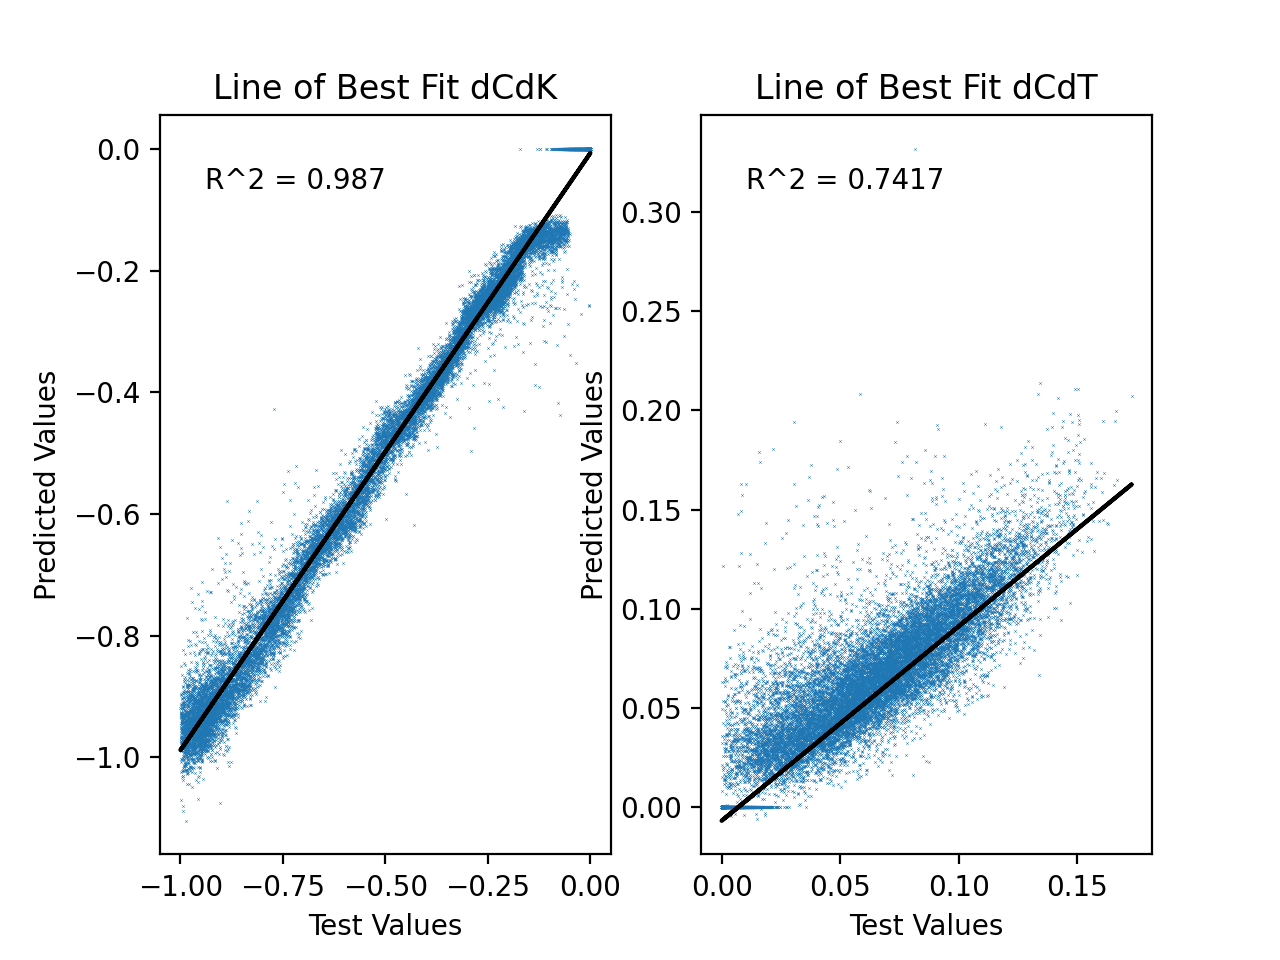 Line of Best Fit dCdK
R^2 = 0.987
0.0
−0.2
−0.4
−0.6
−0.8
−1.0
Predicted Values
−1.00 −0.75 −0.50 −0.25 0.00
Test Values
Line of Best Fit dCdT
R^2 = 0.7417
0.30
0.25
0.20
0.15
0.10
0.05
0.00
Predicted Values
0.00 0.05 0.10 0.15
Test Values